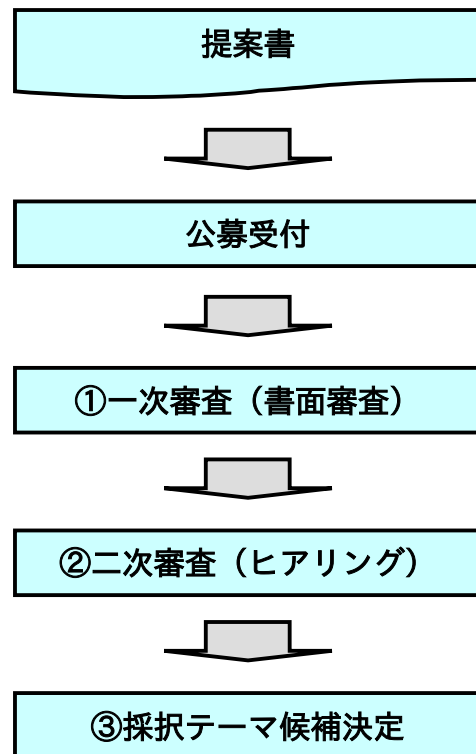 提案書
公募受付
①一次審査（書面審査）
②二次審査（ヒアリング）
③採択テーマ候補決定